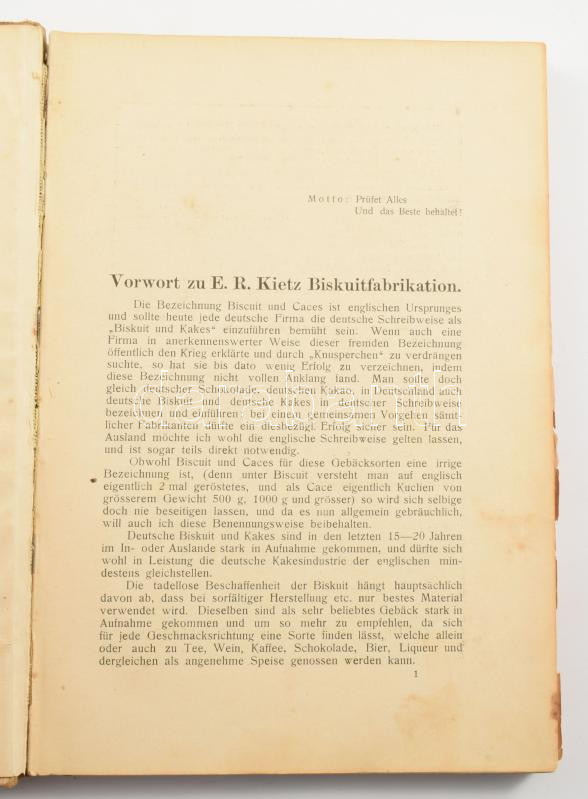 Motto: Prüfet Alles
Und das Beste behaltet!
Vorwort zu E. R. Kietz Biskuitfabrikation.
Die Bezeichnung Biscuit und Caces ist englischen Ursprunges
und sollte heute jede deutsche Firma die deutsche Schreibweise als
„Biskuit und Kakes“ einzuführen bemüht sein. Wenn auch eine
Firma in anerkennenswerter Weise dieser fremden Bezeichnung
öffentlich den Krieg erklärte und durch „Knusperchen“ zu verdrängen
suchte, so hat sie bis dato wenig Erfolg zu verzeichnen, indem
diese Bezeichnung nicht vollen Anklang fand. Man sollte doch
gleich deutscher Schokolade, deutschen Kakao, in Deutschland auch
deutsche Biskuit und deutsche Kakes in deutscher Schreibweise
bezeichnen und einführen; bei einem gemeinsamen Vorgehen sämt
licher Fabrikanten dürfte ein diesbezügl. Erfolg sicher sein. Für das
Ausland möchte ich wohl die englische Schreibweise gelten lassen,
und ist sogar teils direkt notwendig.
Obwohl Biscuit und Caces für diese Gebäcksorten eine irrige
Bezeichnung ist, (denn unter Biscuit versteht man auf englisch
eigentlich 2 mal geröstetes, und als Cace eigentlich Kuchen von
grösserem Gewicht 500 g, 1000 g und grösser) so wird sich selbige
doch nie beseitigen lassen, und da es nun allgemein gebräuchlich,
will auch ich diese Benennungsweise beibehalten.
Deutsche Biskuit und Kakes sind in den letzten 15—20 Jahren
im In- oder Auslande stark in Aufnahme gekommen, und dürfte sich
wohl in Leistung die deutsche Kakesindustrie der englischen min-
destens gleichstellen.
Die tadellose Beschaffenheit der Biskuit hängt hauptsächlich
davon ab, dass bei sorfältiger Herstellung etc. nur bestes Material
verwendet wird. Dieselben sind als sehr beliebtes Gebäck stark in
Aufnahme gekommen und um so mehr zu empfehlen, da sich
für jede Geschmacksrichtung eine Sorte finden lässt, welche allein
oder auch zu Tee, Wein, Kaffee, Schokolade, Bier, Liqueur und
dergleichen als angenehme Speise genossen werden kann.
1